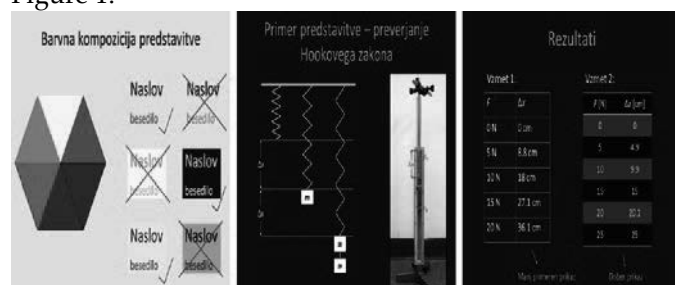 Figure 1.
Barvna kompozicija predstavitve
Naslov Naslov
besedilo besedilo
Naslov Naslov
besedilo besedilo
Naslov Naslov
besedilo besedilo
Primer predstavitve – preverjanje
Hookovega zakona
m
Rezultati
Vzmet 1: Vzmet 2:
F Δx F [N] Δx [cm]
0 N 0 cm 0 0
5 N 8.8 cm 5 4.9
10 N 18 cm 10 9.9
15 N 27.1 cm 15 15
20 N 36.1 cm 20 20.1
25 25
Manj primeren prikaz Dober prikaz